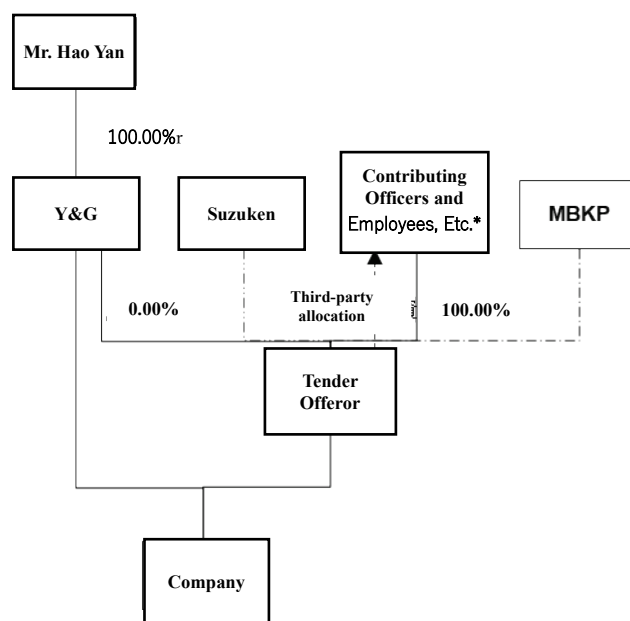 Mr. Hao Yan
100.00%r
Y&G
Suzuken
Contributing
Officers and
Employees, Etc.*
MBKP
0.00%
Third-party
allocation
100.00%
Tender
Offeror
Company